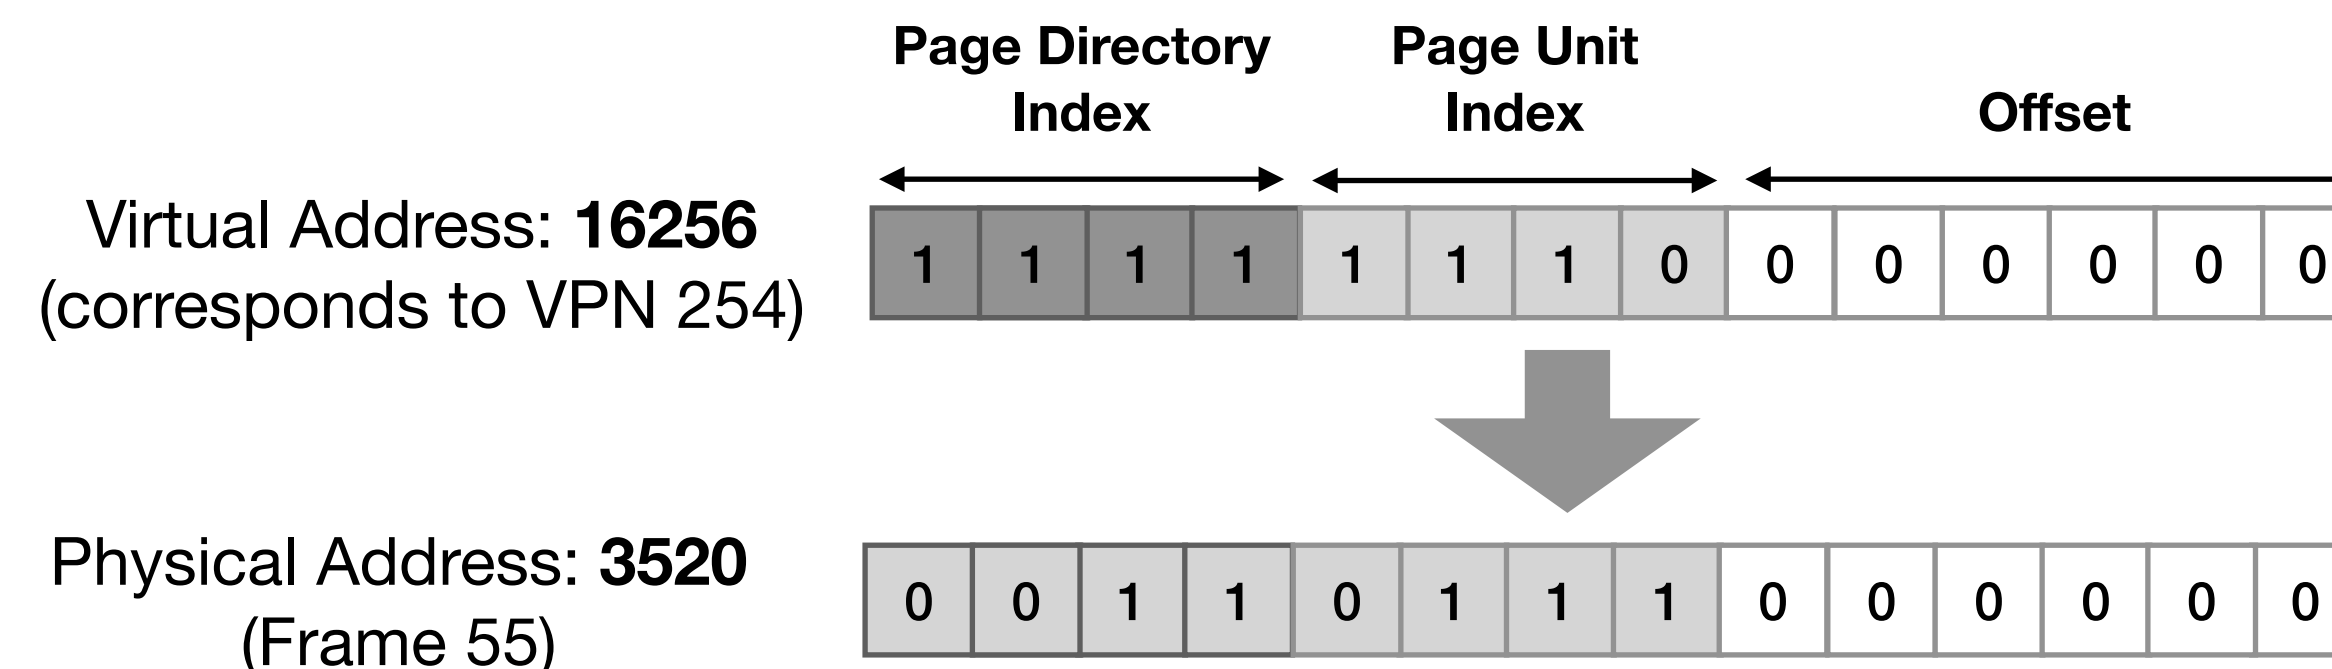 Page Directory Index
Page Unit Index
Offset
Virtual Address: 16256
(corresponds to VPN 254)
1 1 1 1 1 1 1 0 0 0 0 0 0 0
Physical Address: 3520
(Frame 55)
0 0 1 1 0 1 1 1 0 0 0 0 0 0